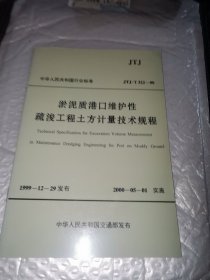 JTJ
中华人民共和国行业标准
JTJ/T 322—99
淤泥质港口维护性
疏浚工程土方计量技术规程
Technical Specification for Excavation Volume Measurement
in Maintenance Dredging Engineering for Port on Muddy Ground
1999—12—29 发布
2000—05—01 实施
中华人民共和国交通部发布